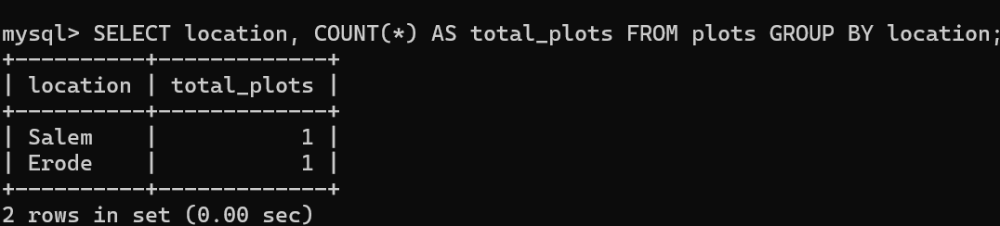 mysql> SELECT location, COUNT(*) AS total_plots FROM plots GROUP BY location;
+----------+-------------+
| location | total_plots |
+----------+-------------+
| Salem    |           1 |
| Erode    |           1 |
+----------+-------------+
2 rows in set (0.00 sec)